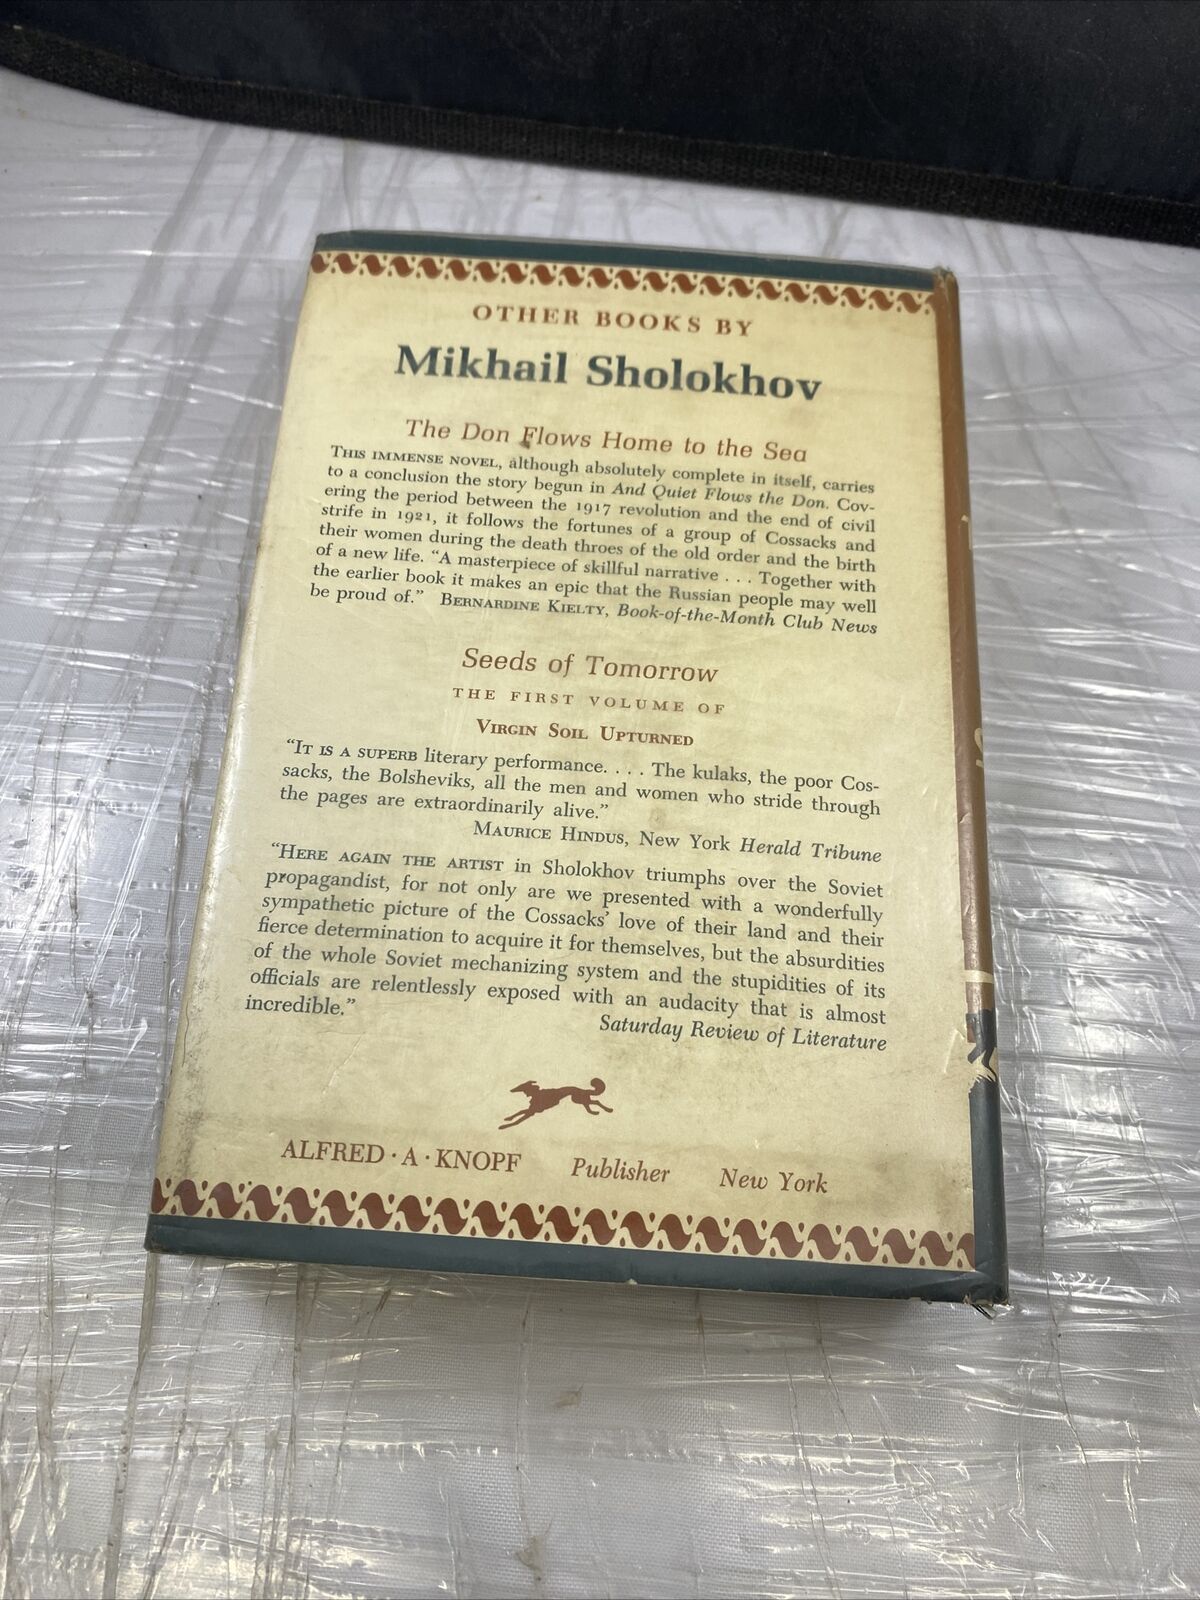 OTHER BOOKS BY
Mikhail Sholokhov
The Don Flows Home to the Sea
THIS IMMENSE NOVEL, although absolutely complete in itself, carries
to a conclusion the story begun in And Quiet Flows the Don. Cov-
ering the period between the 1917 revolution and the end of civil
strife in 1921, it follows the fortunes of a group of Cossacks and
their women during the death throes of the old order and the birth
of a new life. “A masterpiece of skillful narrative . . . Together with
the earlier book it makes an epic that the Russian people may well
be proud of.” BERNARDINE KIELTY, Book-of-the-Month Club News
Seeds of Tomorrow
THE FIRST VOLUME OF
VIRGIN SOIL UPTURNED
“IT IS A SUPERB literary performance. . . . The kulaks, the poor Cos-
sacks, the Bolsheviks, all the men and women who stride through
the pages are extraordinarily alive.”
MAURICE HINDUS, New York Herald Tribune
“HERE AGAIN THE ARTIST in Sholokhov triumphs over the Soviet
propagandist, for not only are we presented with a wonderfully
sympathetic picture of the Cossacks’ love of their land and their
fierce determination to acquire it for themselves, but the absurdities
of the whole Soviet mechanizing system and the stupidities of its
officials are relentlessly exposed with an audacity that is almost
incredible.”
Saturday Review of Literature
ALFRED · A · KNOPF Publisher New York